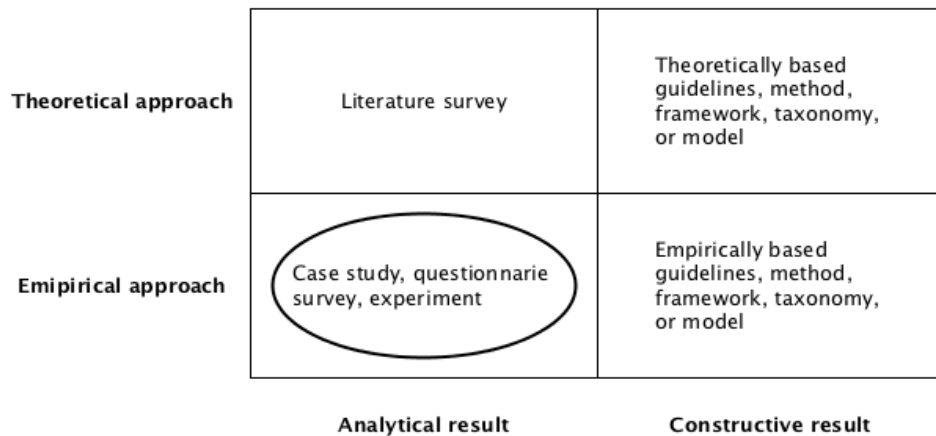 Theoretical approach
Literature survey
Theoretically based
guidelines, method,
framework, taxonomy,
or model
Emipirical approach
Case study, questionnarie
survey, experiment
Empirically based
guidelines, method,
framework, taxonomy,
or model
Analytical result
Constructive result